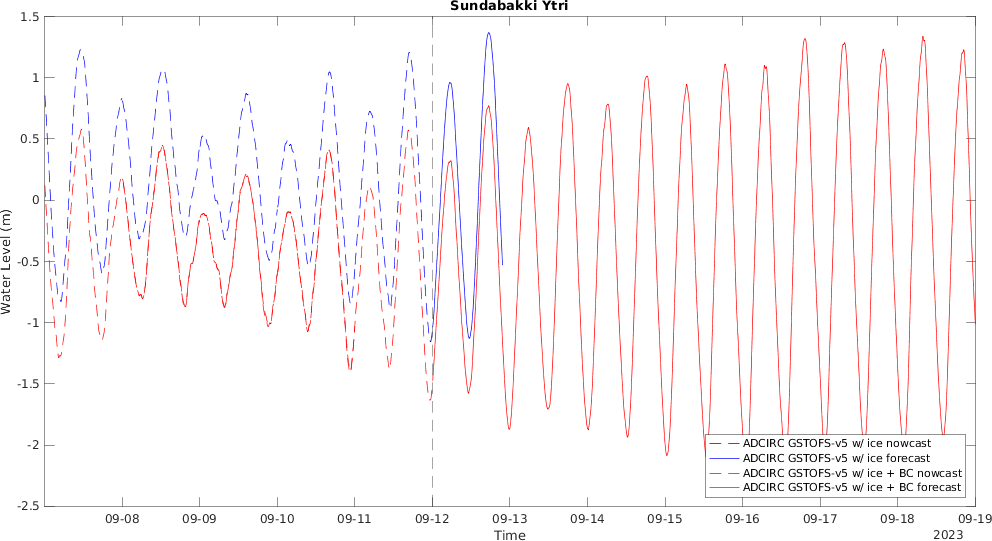 Sundabakki Ytri
1.5
1
0.5
0
-0.5
-1
-1.5
-2
-2.5
Water Level (m)
ADCIRC GSTOFS-v5 w/ ice nowcast
ADCIRC GSTOFS-v5 w/ ice forecast
ADCIRC GSTOFS-v5 w/ ice + BC nowcast
ADCIRC GSTOFS-v5 w/ ice + BC forecast
09-08 09-09 09-10 09-11 09-12 09-13 09-14 09-15 09-16 09-17 09-18 09-19
Time
2023